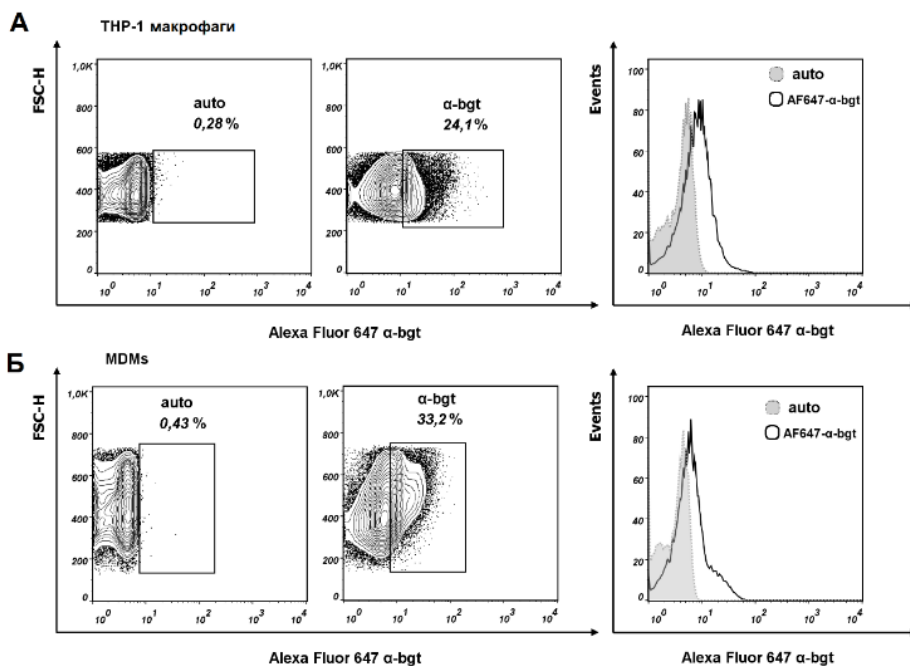 А
THP-1 макрофаги
FSC-H
1,0K
800
600
400
200
0
auto
0,28 %
10⁰ 10¹ 10² 10³ 10⁴
α-bgt
24,1 %
1,0K
800
600
400
200
0
10⁰ 10¹ 10² 10³ 10⁴
Alexa Fluor 647 α-bgt
Events
100
80
60
40
20
0
auto
AF647-α-bgt
10⁰ 10¹ 10² 10³ 10⁴
Alexa Fluor 647 α-bgt
Б
MDMs
FSC-H
1,0K
800
600
400
200
0
auto
0,43 %
10⁰ 10¹ 10² 10³ 10⁴
α-bgt
33,2 %
1,0K
800
600
400
200
0
10⁰ 10¹ 10² 10³ 10⁴
Alexa Fluor 647 α-bgt
Events
100
80
60
40
20
0
auto
AF647-α-bgt
10⁰ 10¹ 10² 10³ 10⁴
Alexa Fluor 647 α-bgt